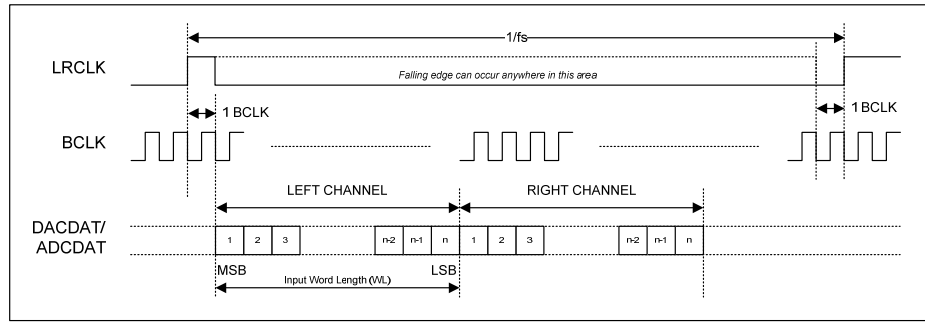 1/fs
LRCLK
Falling edge can occur anywhere in this area
1 BCLK
1 BCLK
BCLK
LEFT CHANNEL
RIGHT CHANNEL
DACDAT/
ADCDAT
1 2 3 n-2 n-1 n 1 2 3 n-2 n-1 n
MSB LSB
Input Word Length (WL)